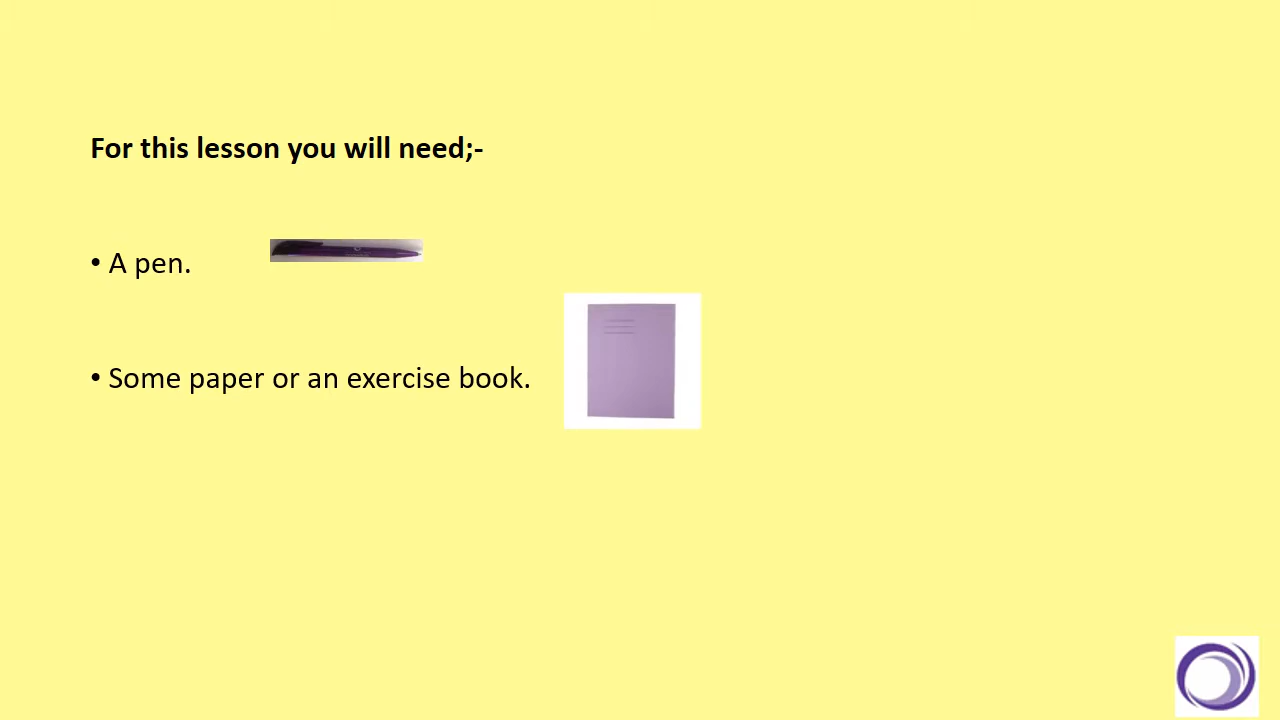 For this lesson you will need;-
• A pen.
• Some paper or an exercise book.